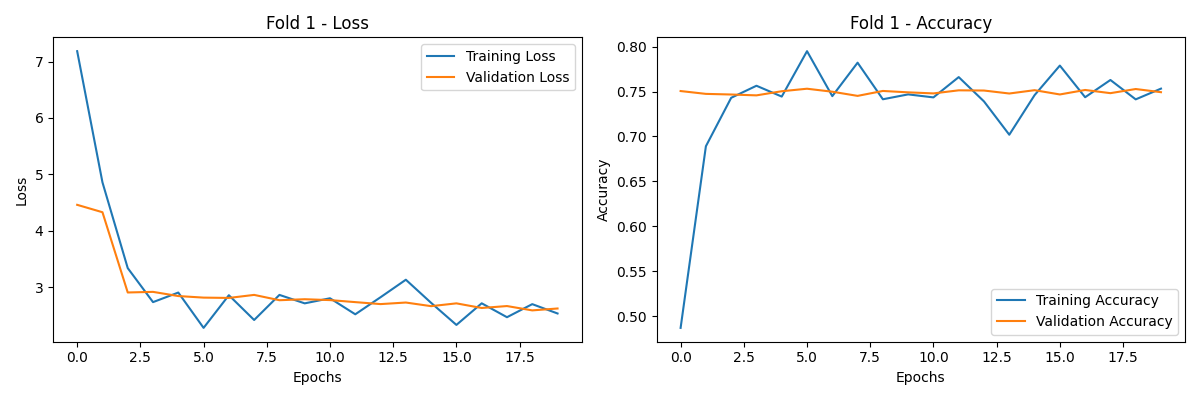 Fold 1 - Loss
Training Loss
Validation Loss
7
6
5
4
3
Loss
0.0 2.5 5.0 7.5 10.0 12.5 15.0 17.5
Epochs
Fold 1 - Accuracy
0.80
0.75
0.70
0.65
0.60
0.55
0.50
Accuracy
Training Accuracy
Validation Accuracy
0.0 2.5 5.0 7.5 10.0 12.5 15.0 17.5
Epochs